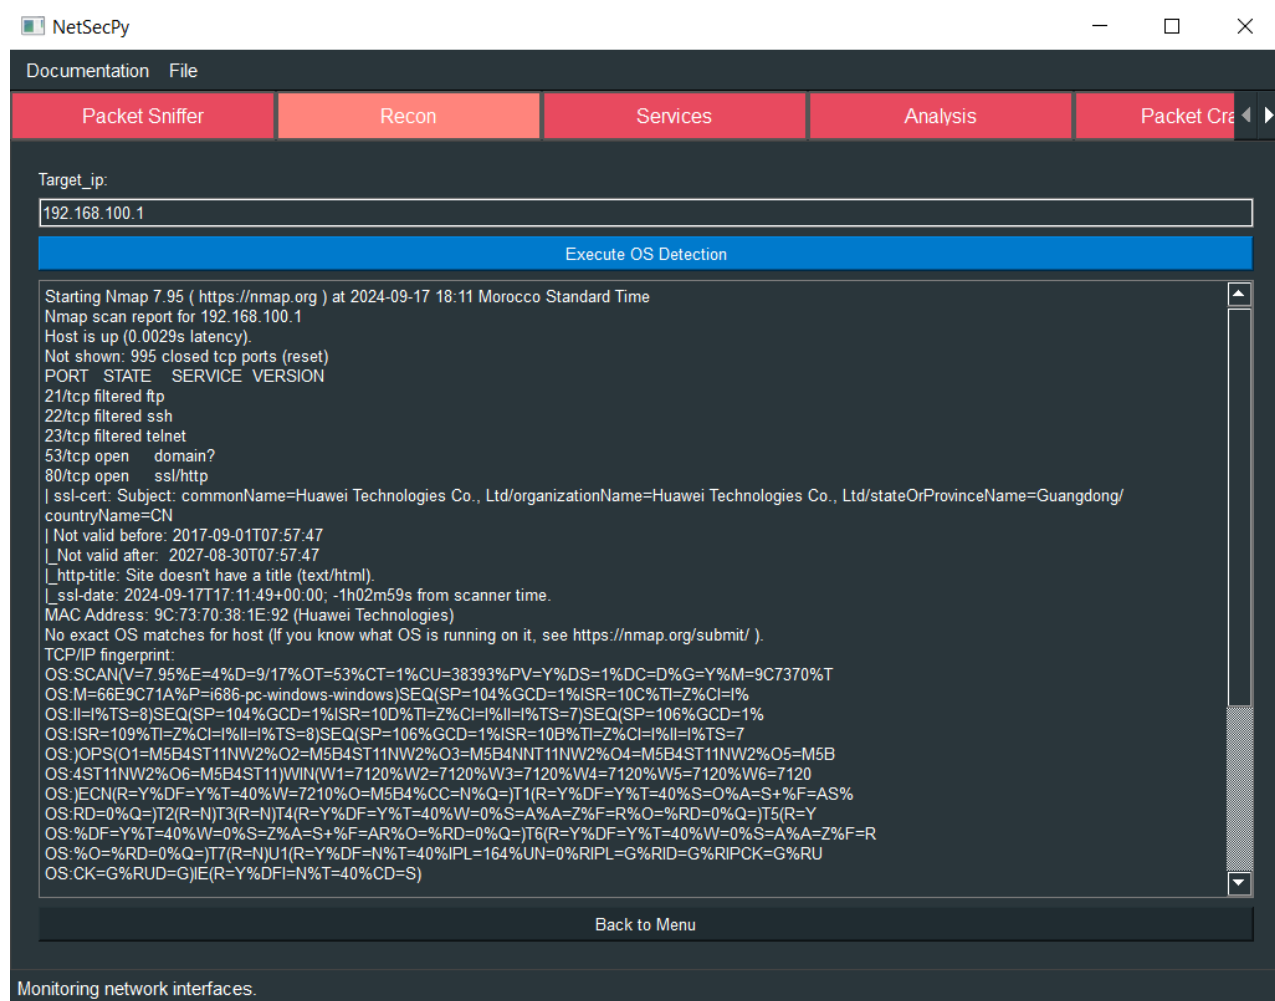 NetSecPy
Documentation File
Packet Sniffer Recon Services Analysis Packet Cra
Target_ip:
192.168.100.1
Execute OS Detection
Starting Nmap 7.95 ( https://nmap.org ) at 2024-09-17 18:11 Morocco Standard Time
Nmap scan report for 192.168.100.1
Host is up (0.0029s latency).
Not shown: 995 closed tcp ports (reset)
PORT STATE SERVICE VERSION
21/tcp filtered ftp
22/tcp filtered ssh
23/tcp filtered telnet
53/tcp open domain?
80/tcp open ssl/http
| ssl-cert: Subject: commonName=Huawei Technologies Co., Ltd/organizationName=Huawei Technologies Co., Ltd/stateOrProvinceName=Guangdong/
countryName=CN
| Not valid before: 2017-09-01T07:57:47
|_Not valid after: 2027-08-30T07:57:47
|_http-title: Site doesn't have a title (text/html).
|_ssl-date: 2024-09-17T17:11:49+00:00; -1h02m59s from scanner time.
MAC Address: 9C:73:70:38:1E:92 (Huawei Technologies)
No exact OS matches for host (If you know what OS is running on it, see https://nmap.org/submit/ ).
TCP/IP fingerprint:
OS:SCAN(V=7.95%E=4%D=9/17%OT=53%CT=1%CU=38393%PV=Y%DS=1%DC=D%G=Y%M=9C7370%T
OS:M=66E9C71A%P=i686-pc-windows-windows)SEQ(SP=104%GCD=1%ISR=10C%TI=Z%CI=I%
OS:II=I%TS=8)SEQ(SP=104%GCD=1%ISR=10D%TI=Z%CI=I%II=I%TS=7)SEQ(SP=106%GCD=1%
OS:ISR=109%TI=Z%CI=I%II=I%TS=8)SEQ(SP=106%GCD=1%ISR=10B%TI=Z%CI=I%II=I%TS=7
OS:)OPS(O1=M5B4ST11NW2%O2=M5B4ST11NW2%O3=M5B4NNT11NW2%O4=M5B4ST11NW2%O5=M5B
OS:4ST11NW2%O6=M5B4ST11)WIN(W1=7120%W2=7120%W3=7120%W4=7120%W5=7120%W6=7120
OS:)ECN(R=Y%DF=Y%T=40%W=7210%O=M5B4%CC=N%Q=)T1(R=Y%DF=Y%T=40%S=O%A=S+%F=AS%
OS:RD=0%Q=)T2(R=N)T3(R=N)T4(R=Y%DF=Y%T=40%W=0%S=A%A=Z%F=R%O=%RD=0%Q=)T5(R=Y
OS:%DF=Y%T=40%W=0%S=Z%A=S+%F=AR%O=%RD=0%Q=)T6(R=Y%DF=Y%T=40%W=0%S=A%A=Z%F=R
OS:%O=%RD=0%Q=)T7(R=N)U1(R=Y%DF=N%T=40%IPL=164%UN=0%RIPL=G%RID=G%RIPCK=G%RU
OS:CK=G%RUD=G)IE(R=Y%DFI=N%T=40%CD=S)
Back to Menu
Monitoring network interfaces.